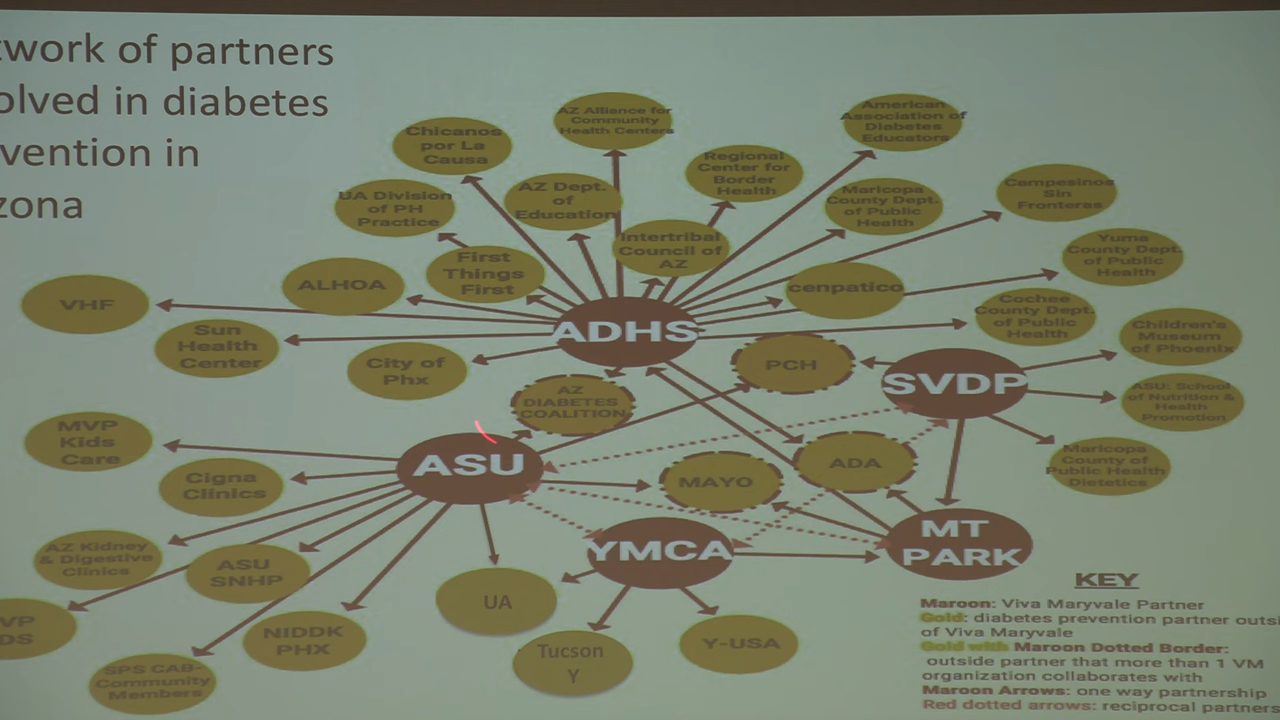 twork of partners
olved in diabetes
vention in
zona
AZ Alliance for
Community
Health Centers
American
Association of
Diabetes
Educators
Chicanos
por La
Causa
Regional
Center for
Border
Health
UA Division
of PH
Practice
AZ Dept.
of
Education
Maricopa
County Dept.
of Public
Health
Campesinos
Sin
Fronteras
Intertribal
Council of
AZ
Yuma
County Dept.
of Public
Health
First
Things
First
ALHOA
cenpatico
VHF
Cochee
County Dept.
of Public
Health
Sun
Health
Center
ADHS
Children's
Museum
of Phoenix
City of
Phx
PCH
SVDP
AZ
DIABETES
COALITION
ASU: School
of Nutrition &
Health
Promotion
MVP
Kids
Care
ASU
ADA
Maricopa
County of
Public Health
Dietetics
Cigna
Clinics
MAYO
AZ Kidney
& Digestive
Clinics
ASU
SNHP
YMCA
MT
PARK
UA
VP
DS
NIDDK
PHX
Tucson
Y
Y-USA
SPS CAB-
Community
Members
KEY
Maroon: Viva Maryvale Partner
Gold: diabetes prevention partner outsi
of Viva Maryvale
Gold with Maroon Dotted Border:
outside partner that more than 1 VM
organization collaborates with
Maroon Arrows: one way partnership
Red dotted arrows: reciprocal partners